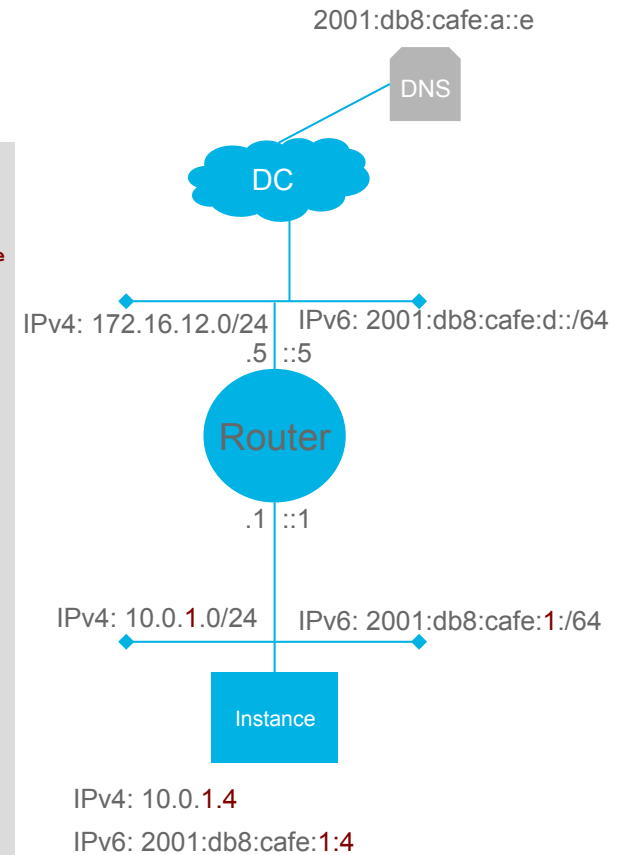 2001:db8:cafe:a::e
DNS
DC
e
IPv4: 172.16.12.0/24
IPv6: 2001:db8:cafe:d::/64
.5 ::5
Router
.1 ::1
IPv4: 10.0.1.0/24
IPv6: 2001:db8:cafe:1:/64
Instance
IPv4: 10.0.1.4
IPv6: 2001:db8:cafe:1:4